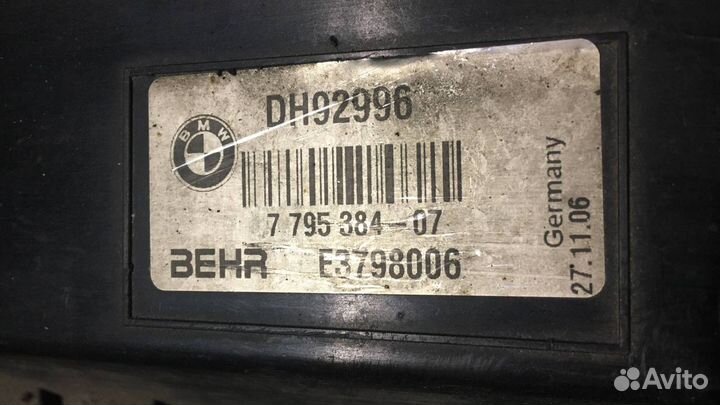 DH92996
BMW
7 795 384-07
BEHR E3798006
Germany
27.11.06
Avito